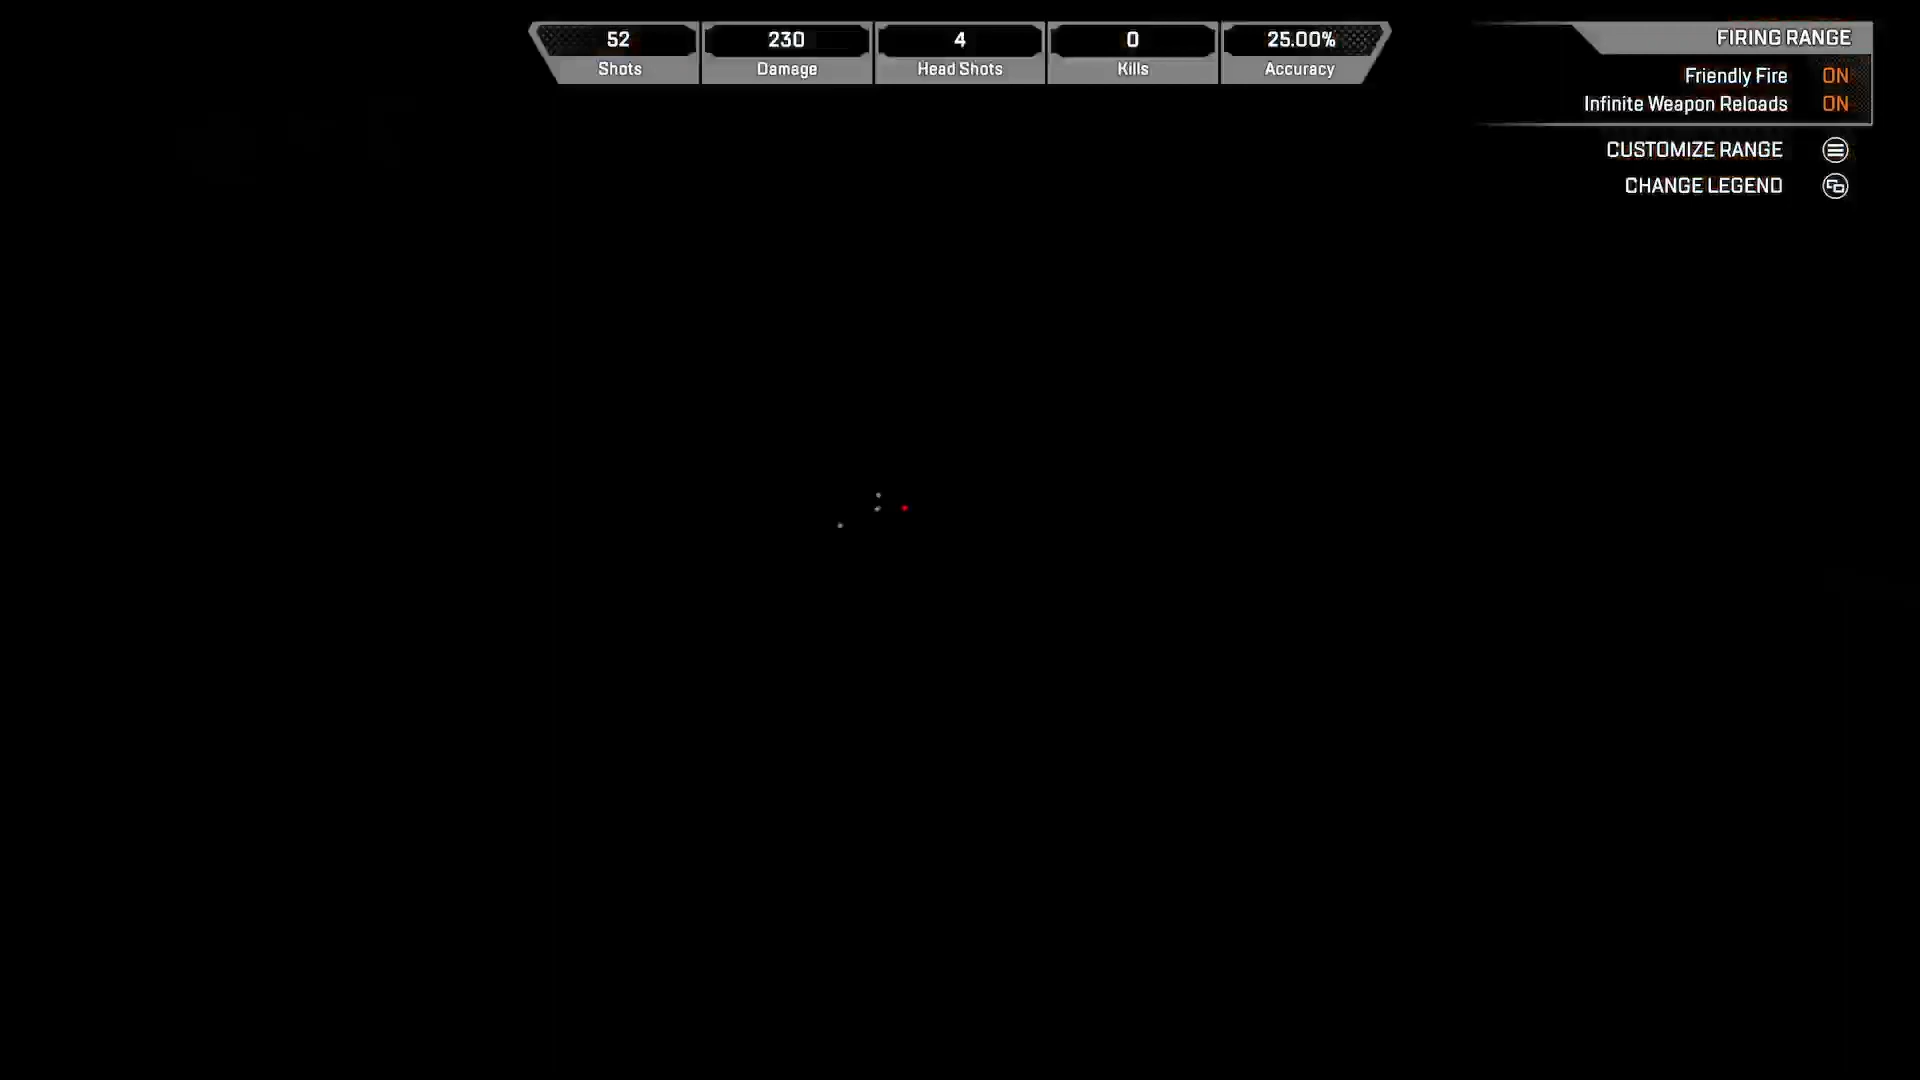 52 230 4 0 25.00%
Shots Damage Head Shots Kills Accuracy
FIRING RANGE
Friendly Fire ON
Infinite Weapon Reloads ON
CUSTOMIZE RANGE
CHANGE LEGEND